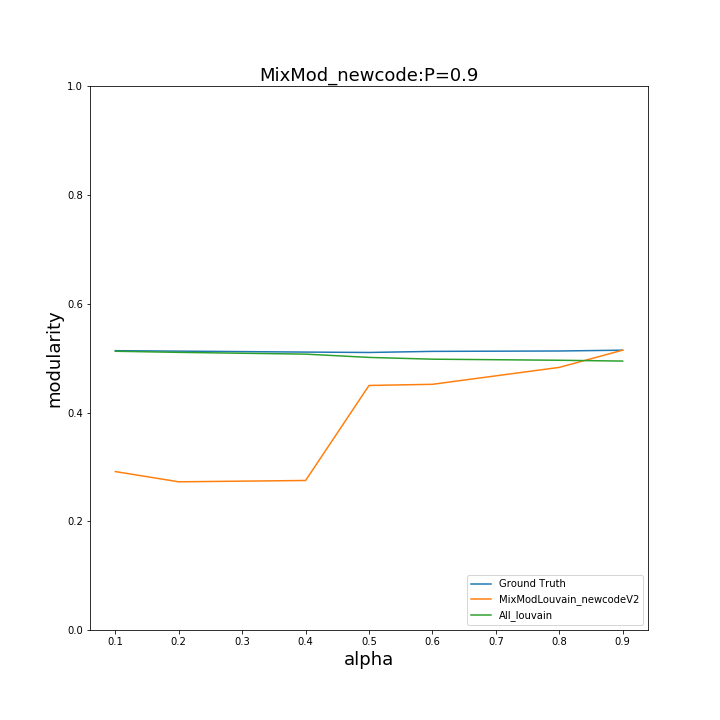 MixMod_newcode:P=0.9
1.0
0.8
0.6
0.4
0.2
0.0
modularity
0.1 0.2 0.3 0.4 0.5 0.6 0.7 0.8 0.9
alpha
Ground Truth
MixModLouvain_newcodeV2
All_louvain